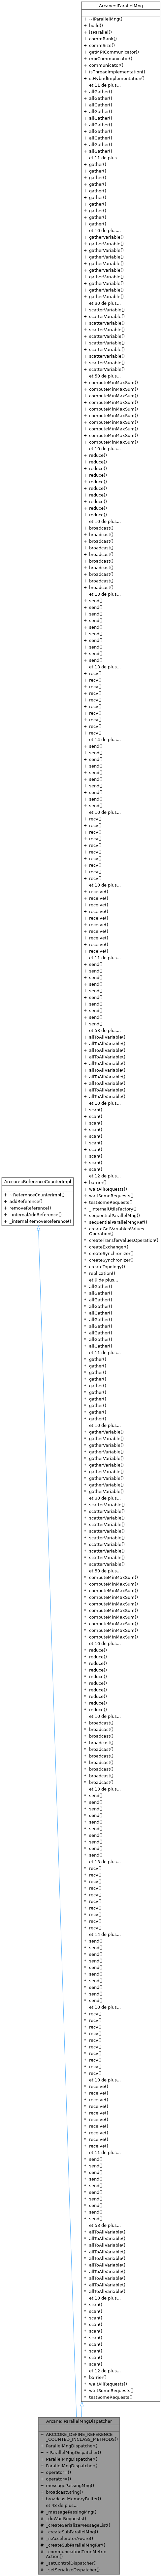 Arcane::IParallelMng
+ ~IParallelMng()
+ build()
+ isParallel()
+ commRank()
+ commSize()
+ getMPICommunicator()
+ mpiCommunicator()
+ communicator()
+ isThreadImplementation()
+ isHybridImplementation()
et 11 de plus...
+ allGather()
+ allGather()
+ allGather()
+ allGather()
+ allGather()
+ allGather()
+ allGather()
+ allGather()
+ allGather()
+ allGather()
et 11 de plus...
+ gather()
+ gather()
+ gather()
+ gather()
+ gather()
+ gather()
+ gather()
+ gather()
+ gather()
+ gather()
et 10 de plus...
+ gatherVariable()
+ gatherVariable()
+ gatherVariable()
+ gatherVariable()
+ gatherVariable()
+ gatherVariable()
+ gatherVariable()
+ gatherVariable()
+ gatherVariable()
+ gatherVariable()
et 30 de plus...
+ scatterVariable()
+ scatterVariable()
+ scatterVariable()
+ scatterVariable()
+ scatterVariable()
+ scatterVariable()
+ scatterVariable()
+ scatterVariable()
+ scatterVariable()
+ scatterVariable()
et 50 de plus...
+ computeMinMaxSum()
+ computeMinMaxSum()
+ computeMinMaxSum()
+ computeMinMaxSum()
+ computeMinMaxSum()
+ computeMinMaxSum()
+ computeMinMaxSum()
+ computeMinMaxSum()
+ computeMinMaxSum()
+ computeMinMaxSum()
et 10 de plus...
+ reduce()
+ reduce()
+ reduce()
+ reduce()
+ reduce()
+ reduce()
+ reduce()
+ reduce()
+ reduce()
+ reduce()
et 10 de plus...
+ broadcast()
+ broadcast()
+ broadcast()
+ broadcast()
+ broadcast()
+ broadcast()
+ broadcast()
+ broadcast()
+ broadcast()
+ broadcast()
et 13 de plus...
+ send()
+ send()
+ send()
+ send()
+ send()
+ send()
+ send()
+ send()
+ send()
+ send()
et 13 de plus...
+ recv()
+ recv()
+ recv()
+ recv()
+ recv()
+ recv()
+ recv()
+ recv()
+ recv()
+ recv()
et 14 de plus...
+ send()
+ send()
+ send()
+ send()
+ send()
+ send()
+ send()
+ send()
+ send()
+ send()
et 10 de plus...
+ recv()
+ recv()
+ recv()
+ recv()
+ recv()
+ recv()
+ recv()
+ recv()
+ recv()
+ recv()
et 10 de plus...
+ receive()
+ receive()
+ receive()
+ receive()
+ receive()
+ receive()
+ receive()
+ receive()
+ receive()
+ receive()
et 11 de plus...
+ send()
+ send()
+ send()
+ send()
+ send()
+ send()
+ send()
+ send()
+ send()
+ send()
et 53 de plus...
+ allToAllVariable()
+ allToAllVariable()
+ allToAllVariable()
+ allToAllVariable()
+ allToAllVariable()
+ allToAllVariable()
+ allToAllVariable()
+ allToAllVariable()
+ allToAllVariable()
+ allToAllVariable()
et 10 de plus...
+ scan()
+ scan()
+ scan()
+ scan()
+ scan()
+ scan()
+ scan()
+ scan()
+ scan()
+ scan()
et 12 de plus...
+ barrier()
+ waitAllRequests()
+ waitSomeRequests()
+ testSomeRequests()
* _internalUtilsFactory()
* sequentialParallelMng()
* sequentialParallelMngRef()
* createGetVariablesValues
Operation()
* createTransferValuesOperation()
* createExchanger()
* createSynchronizer()
* createSynchronizer()
* createTopology()
* replication()
et 9 de plus...
* allGather()
* allGather()
* allGather()
* allGather()
* allGather()
* allGather()
* allGather()
* allGather()
* allGather()
* allGather()
et 11 de plus...
* gather()
* gather()
* gather()
* gather()
* gather()
* gather()
* gather()
* gather()
* gather()
* gather()
et 10 de plus...
* gatherVariable()
* gatherVariable()
* gatherVariable()
* gatherVariable()
* gatherVariable()
* gatherVariable()
* gatherVariable()
* gatherVariable()
* gatherVariable()
* gatherVariable()
et 30 de plus...
* scatterVariable()
* scatterVariable()
* scatterVariable()
* scatterVariable()
* scatterVariable()
* scatterVariable()
* scatterVariable()
* scatterVariable()
* scatterVariable()
* scatterVariable()
et 50 de plus...
* computeMinMaxSum()
* computeMinMaxSum()
* computeMinMaxSum()
* computeMinMaxSum()
* computeMinMaxSum()
* computeMinMaxSum()
* computeMinMaxSum()
* computeMinMaxSum()
* computeMinMaxSum()
* computeMinMaxSum()
et 10 de plus...
* reduce()
* reduce()
* reduce()
* reduce()
* reduce()
* reduce()
* reduce()
* reduce()
* reduce()
* reduce()
et 10 de plus...
* broadcast()
* broadcast()
* broadcast()
* broadcast()
* broadcast()
* broadcast()
* broadcast()
* broadcast()
* broadcast()
* broadcast()
et 13 de plus...
* send()
* send()
* send()
* send()
* send()
* send()
* send()
* send()
* send()
* send()
et 13 de plus...
* recv()
* recv()
* recv()
* recv()
* recv()
* recv()
* recv()
* recv()
* recv()
* recv()
et 14 de plus...
* send()
* send()
* send()
* send()
* send()
* send()
* send()
* send()
* send()
* send()
et 10 de plus...
* recv()
* recv()
* recv()
* recv()
* recv()
* recv()
* recv()
* recv()
* recv()
* recv()
et 10 de plus...
* receive()
* receive()
* receive()
* receive()
* receive()
* receive()
* receive()
* receive()
* receive()
* receive()
et 11 de plus...
* send()
* send()
* send()
* send()
* send()
* send()
* send()
* send()
* send()
* send()
et 53 de plus...
* allToAllVariable()
* allToAllVariable()
* allToAllVariable()
* allToAllVariable()
* allToAllVariable()
* allToAllVariable()
* allToAllVariable()
* allToAllVariable()
* allToAllVariable()
* allToAllVariable()
et 10 de plus...
* scan()
* scan()
* scan()
* scan()
* scan()
* scan()
* scan()
* scan()
* scan()
* scan()
et 12 de plus...
* barrier()
* waitAllRequests()
* waitSomeRequests()
* testSomeRequests()
Arccore::ReferenceCounterImpl
+ ~ReferenceCounterImpl()
+ addReference()
+ removeReference()
+ _internalAddReference()
+ _internalRemoveReference()
Arcane::ParallelMngDispatcher
+ ARCCORE_DEFINE_REFERENCE
_COUNTED_INCLASS_METHODS()
+ ParallelMngDispatcher()
+ ~ParallelMngDispatcher()
+ ParallelMngDispatcher()
+ ParallelMngDispatcher()
+ operator=()
+ operator=()
+ messagePassingMng()
+ broadcastString()
+ broadcastMemoryBuffer()
et 43 de plus...
# _messagePassingMng()
# _doWaitRequests()
# _createSerializeMessageList()
# _createSubParallelMng()
# _isAcceleratorAware()
# _createSubParallelMngRef()
# _communicationTimeMetric
Action()
# _setControlDispatcher()
# _setSerializeDispatcher()